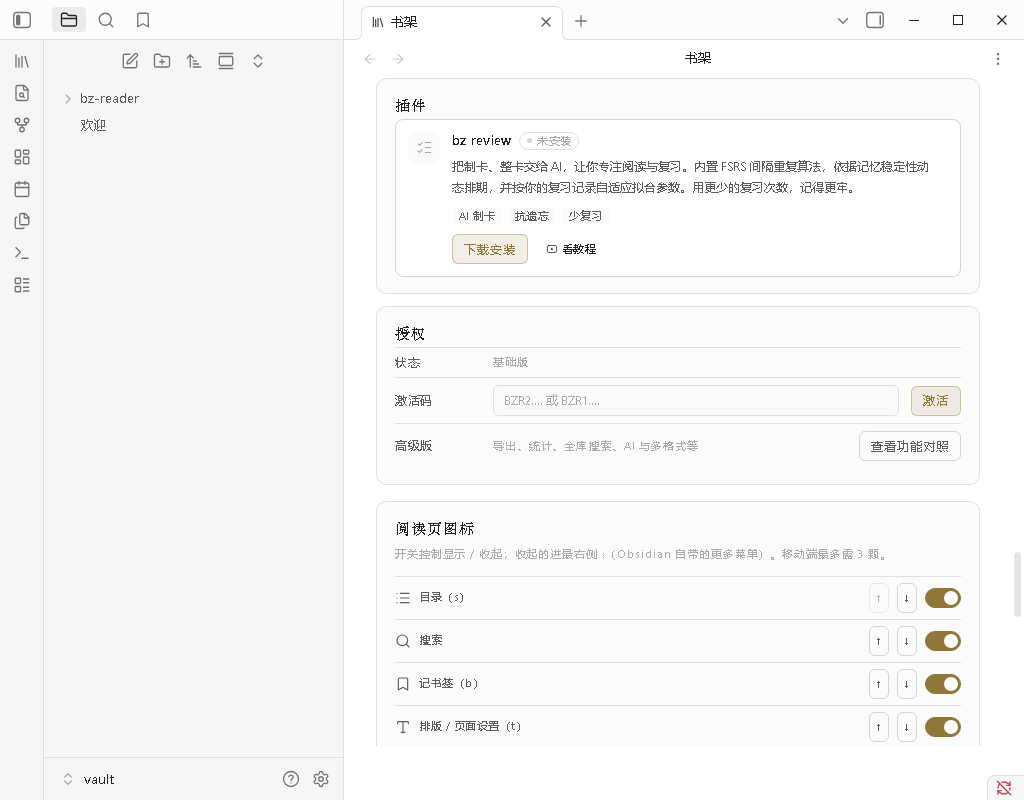 书架
书架
bz-reader
欢迎
插件
bz review
未安装
把制卡、整卡交给 AI，让你专注阅读与复习。内置 FSRS 间隔重复算法，依据记忆稳定性动
态排期，并按你的复习记录自适应拟合参数。用更少的复习次数，记得更牢。
AI 制卡 抗遗忘 少复习
下载安装 看教程
授权
状态 基础版
激活码 BZR2.... 或 BZR1.... 激活
高级版 导出、统计、全库搜索、AI 与多格式等 查看功能对照
阅读页图标
开关控制显示 / 收起；收起的进最右侧 ⋮（Obsidian 自带的更多菜单）。移动端最多露 3 颗。
目录（s） ↑ ↓
搜索 ↑ ↓
记书签（b） ↑ ↓
排版 / 页面设置（t） ↑ ↓
vault